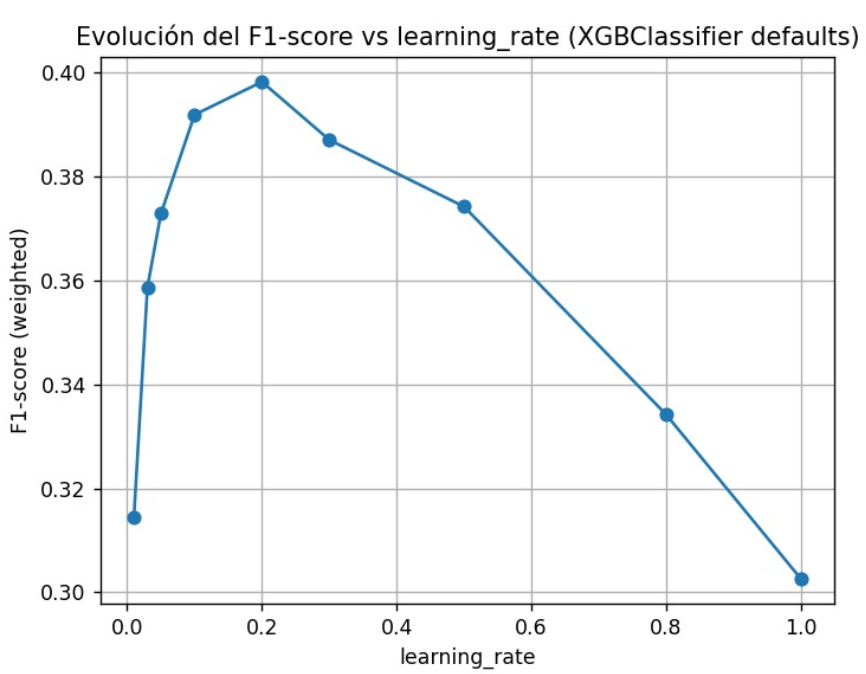 Evolución del F1-score vs learning_rate (XGBClassifier defaults)
0.40
0.38
0.36
0.34
0.32
0.30
F1-score (weighted)
0.0 0.2 0.4 0.6 0.8 1.0
learning_rate